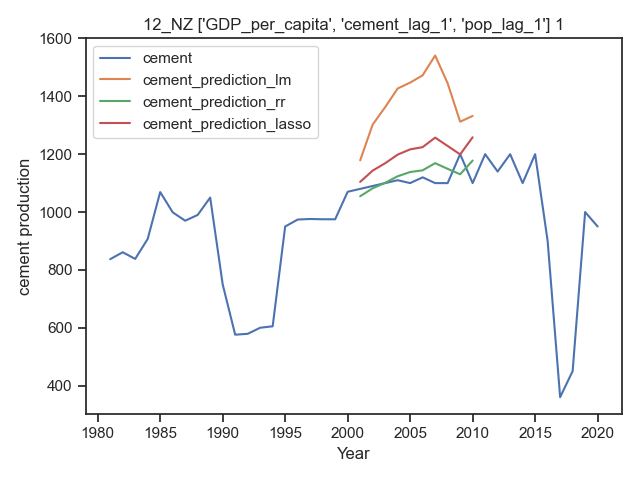 12_NZ ['GDP_per_capita', 'cement_lag_1', 'pop_lag_1'] 1
cement
cement_prediction_lm
cement_prediction_rr
cement_prediction_lasso
cement production
1600
1400
1200
1000
800
600
400
1980 1985 1990 1995 2000 2005 2010 2015 2020
Year